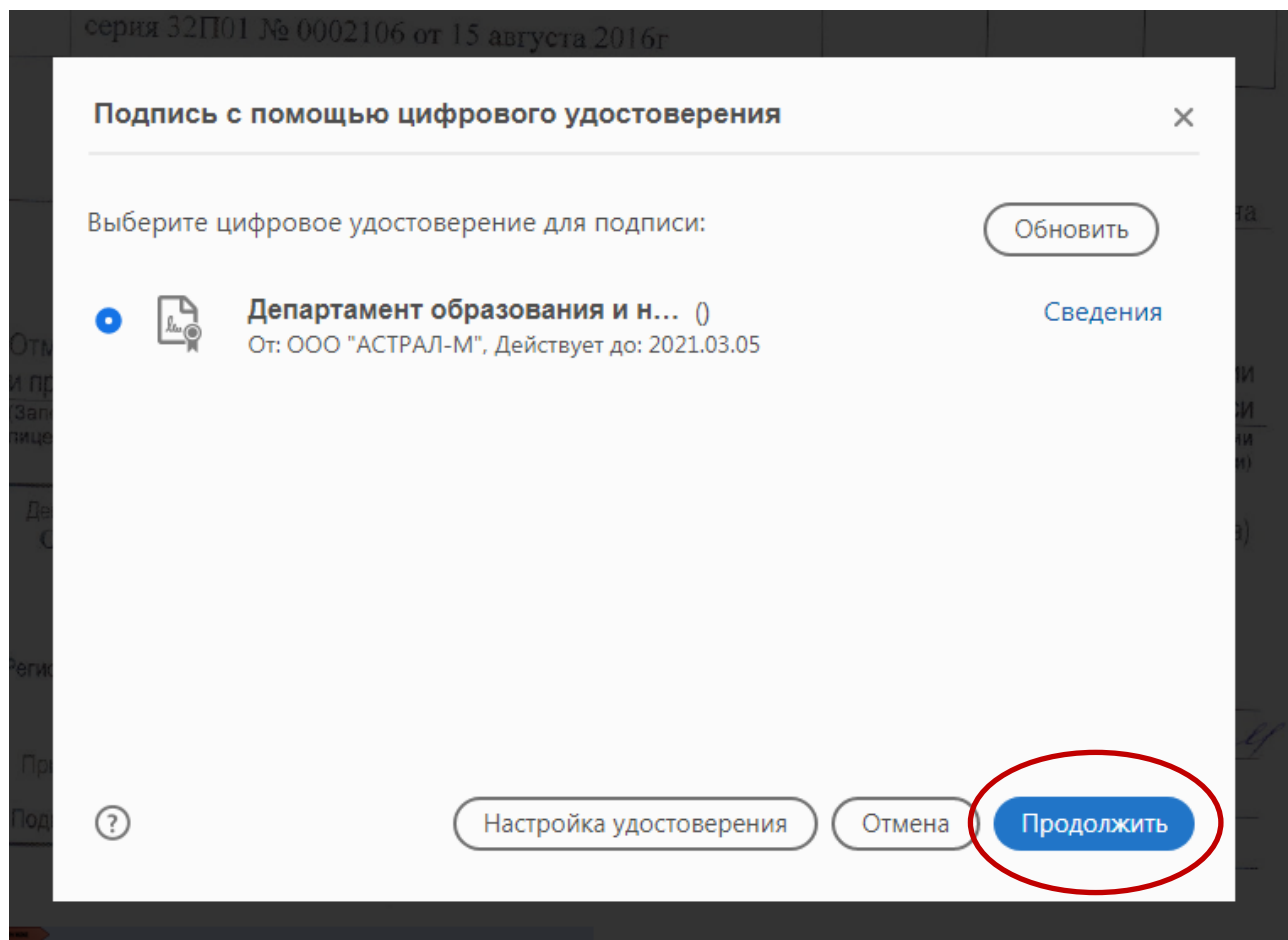 серия 32П01 № 0002106 от 15 августа 2016г
Подпись с помощью цифрового удостоверения
Выберите цифровое удостоверение для подписи:
Обновить
Департамент образования и н... ()
Сведения
От: ООО "АСТРАЛ-М", Действует до: 2021.03.05
?
Настройка удостоверения
Отмена
Продолжить